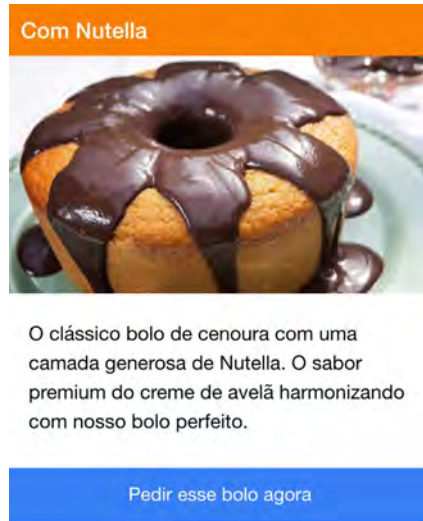 Com Nutella
O clássico bolo de cenoura com uma
camada generosa de Nutella. O sabor
premium do creme de avelã harmonizando
com nosso bolo perfeito.
Pedir esse bolo agora